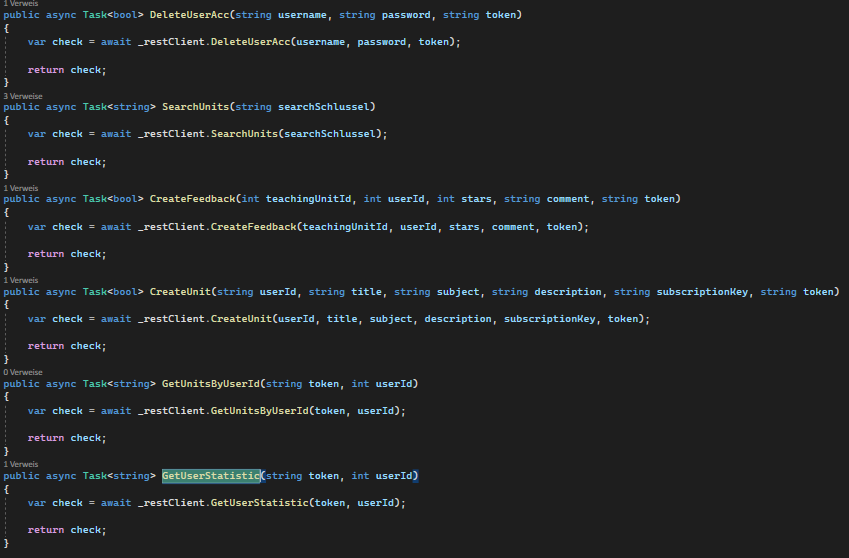 1 Verweis
public async Task<bool> DeleteUserAcc(string username, string password, string token)
{
var check = await _restClient.DeleteUserAcc(username, password, token);
return check;
}
3 Verweise
public async Task<string> SearchUnits(string searchSchlussel)
{
var check = await _restClient.SearchUnits(searchSchlussel);
return check;
}
1 Verweis
public async Task<bool> CreateFeedback(int teachingUnitId, int userId, int stars, string comment, string token)
{
var check = await _restClient.CreateFeedback(teachingUnitId, userId, stars, comment, token);
return check;
}
1 Verweis
public async Task<bool> CreateUnit(string userId, string title, string subject, string description, string subscriptionKey, string token)
{
var check = await _restClient.CreateUnit(userId, title, subject, description, subscriptionKey, token);
return check;
}
0 Verweise
public async Task<string> GetUnitsByUserId(string token, int userId)
{
var check = await _restClient.GetUnitsByUserId(token, userId);
return check;
}
1 Verweis
public async Task<string> GetUserStatistic(string token, int userId)
{
var check = await _restClient.GetUserStatistic(token, userId);
return check;
}